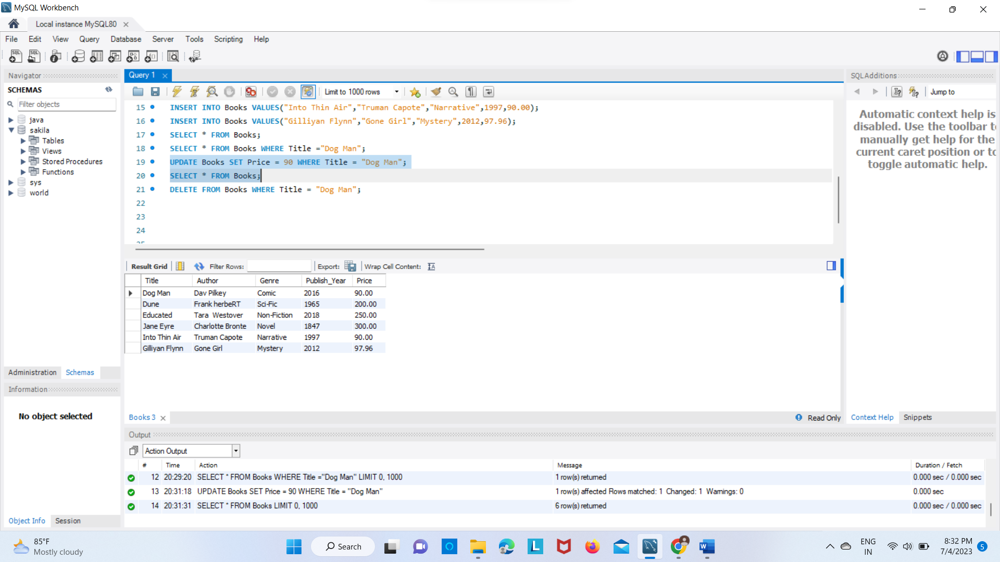 MySQL Workbench
Local instance MySQL80
File Edit View Query Database Server Tools Scripting Help
Navigator
SCHEMAS
Filter objects
java
sakila
Tables
Views
Stored Procedures
Functions
sys
world
Administration Schemas
Information
No object selected
Object Info Session
Query 1
Limit to 1000 rows
15 INSERT INTO Books VALUES("Into Thin Air","Truman Capote","Narrative",1997,90.00);
16 INSERT INTO Books VALUES("Gilliyan Flynn","Gone Girl","Mystery",2012,97.96);
17 SELECT * FROM Books;
18 SELECT * FROM Books WHERE Title ="Dog Man";
19 UPDATE Books SET Price = 90 WHERE Title = "Dog Man";
20 SELECT * FROM Books;
21 DELETE FROM Books WHERE Title = "Dog Man";
22
23
24
Result Grid Filter Rows: Export: Wrap Cell Content:
Title Author Genre Publish_Year Price
Dog Man Dav Pilkey Comic 2016 90.00
Dune Frank herbeRT Sci-Fic 1965 200.00
Educated Tara  Westover Non-Fiction 2018 250.00
Jane Eyre Charlotte Bronte Novel 1847 300.00
Into Thin Air Truman Capote Narrative 1997 90.00
Gilliyan Flynn Gone Girl Mystery 2012 97.96
Books 3 Read Only
SQLAdditions
Jump to
Automatic context help is
disabled. Use the toolbar
manually get help for the
current caret position or
toggle automatic help.
Context Help Snippets
Output
Action Output
# Time Action Message Duration / Fetch
12 20:29:20 SELECT * FROM Books WHERE Title ="Dog Man" LIMIT 0, 1000 1 row(s) returned 0.000 sec / 0.000 sec
13 20:31:18 UPDATE Books SET Price = 90 WHERE Title = "Dog Man" 1 row(s) affected Rows matched: 1  Changed: 1  Warnings: 0 0.000 sec
14 20:31:31 SELECT * FROM Books LIMIT 0, 1000 6 row(s) returned 0.000 sec / 0.000 sec
85°F
Mostly cloudy
Search
ENG
IN
8:32 PM
7/4/2023
5